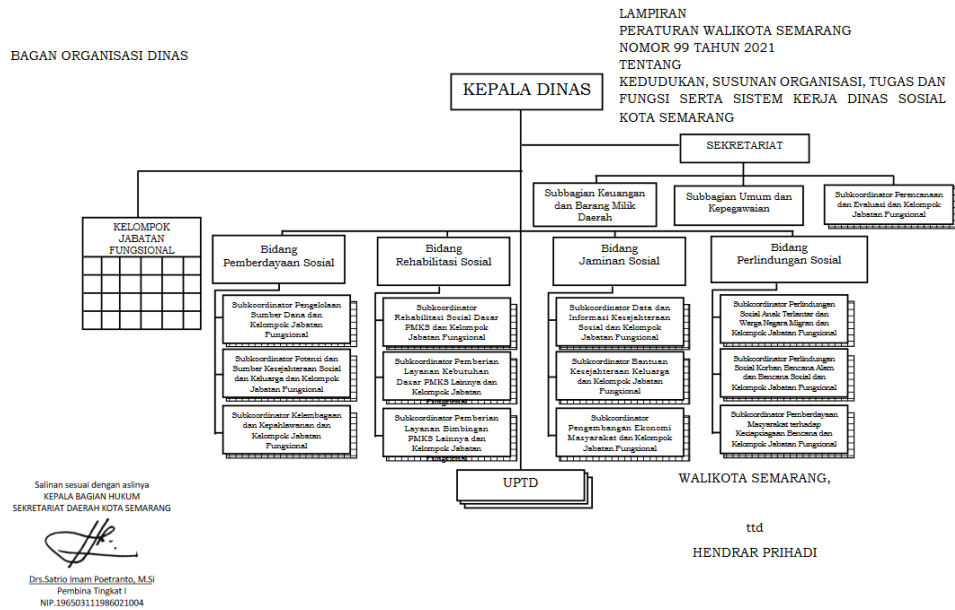 LAMPIRAN
PERATURAN WALIKOTA SEMARANG
NOMOR 99 TAHUN 2021
TENTANG
KEDUDUKAN, SUSUNAN ORGANISASI, TUGAS DAN
FUNGSI SERTA SISTEM KERJA DINAS SOSIAL
KOTA SEMARANG
BAGAN ORGANISASI DINAS
KEPALA DINAS
SEKRETARIAT
Subbagian Keuangan
dan Barang Milik
Daerah
Subbagian Umum dan
Kepegawaian
Subkoordinator Perencanaan
dan Evaluasi dan Kelompok
Jabatan Fungsional
KELOMPOK
JABATAN
FUNGSIONAL
Bidang
Pemberdayaan Sosial
Subkoordinator Pengelolaan
Sumber Dana dan
Kelompok Jabatan
Fungsional
Subkoordinator Potensi dan
Sumber Kesejahteraan Sosial
dan Keluarga dan Kelompok
Jabatan Fungsional
Subkoordinator Kelembagaan
dan Kepahlawanan dan
Kelompok Jabatan
Fungsional
Bidang
Rehabilitasi Sosial
Subkoordinator
Rehabilitasi Sosial Dasar
PMKS dan Kelompok
Jabatan Fungsional
Subkoordinator Pemberian
Layanan Kebutuhan
Dasar PMKS Lainnya dan
Kelompok Jabatan
Fungsional
Subkoordinator Pemberian
Layanan Bimbingan
PMKS Lainnya dan
Kelompok Jabatan
Fungsional
Bidang
Jaminan Sosial
Subkoordinator Data dan
Informasi Kesejahteraan
Sosial dan Kelompok
Jabatan Fungsional
Subkoordinator Bantuan
Kesejahteraan Keluarga
dan Kelompok Jabatan
Fungsional
Subkoordinator
Pengembangan Ekonomi
Masyarakat dan Kelompok
Jabatan Fungsional
Bidang
Perlindungan Sosial
Subkoordinator Perlindungan
Sosial Anak Terlantar dan
Warga Negara Migran dan
Kelompok Jabatan Fungsional
Subkoordinator Perlindungan
Sosial Korban Bencana Alam
dan Bencana Sosial dan
Kelompok Jabatan Fungsional
Subkoordinator Pemberdayaan
Masyarakat terhadap
Kesiapsiagaan Bencana dan
Kelompok Jabatan Fungsional
UPTD
WALIKOTA SEMARANG,
ttd
HENDRAR PRIHADI
Salinan sesuai dengan aslinya
KEPALA BAGIAN HUKUM
SEKRETARIAT DAERAH KOTA SEMARANG
Drs.Satrio Imam Poetranto, M.Si
Pembina Tingkat I
NIP.196503111986021004